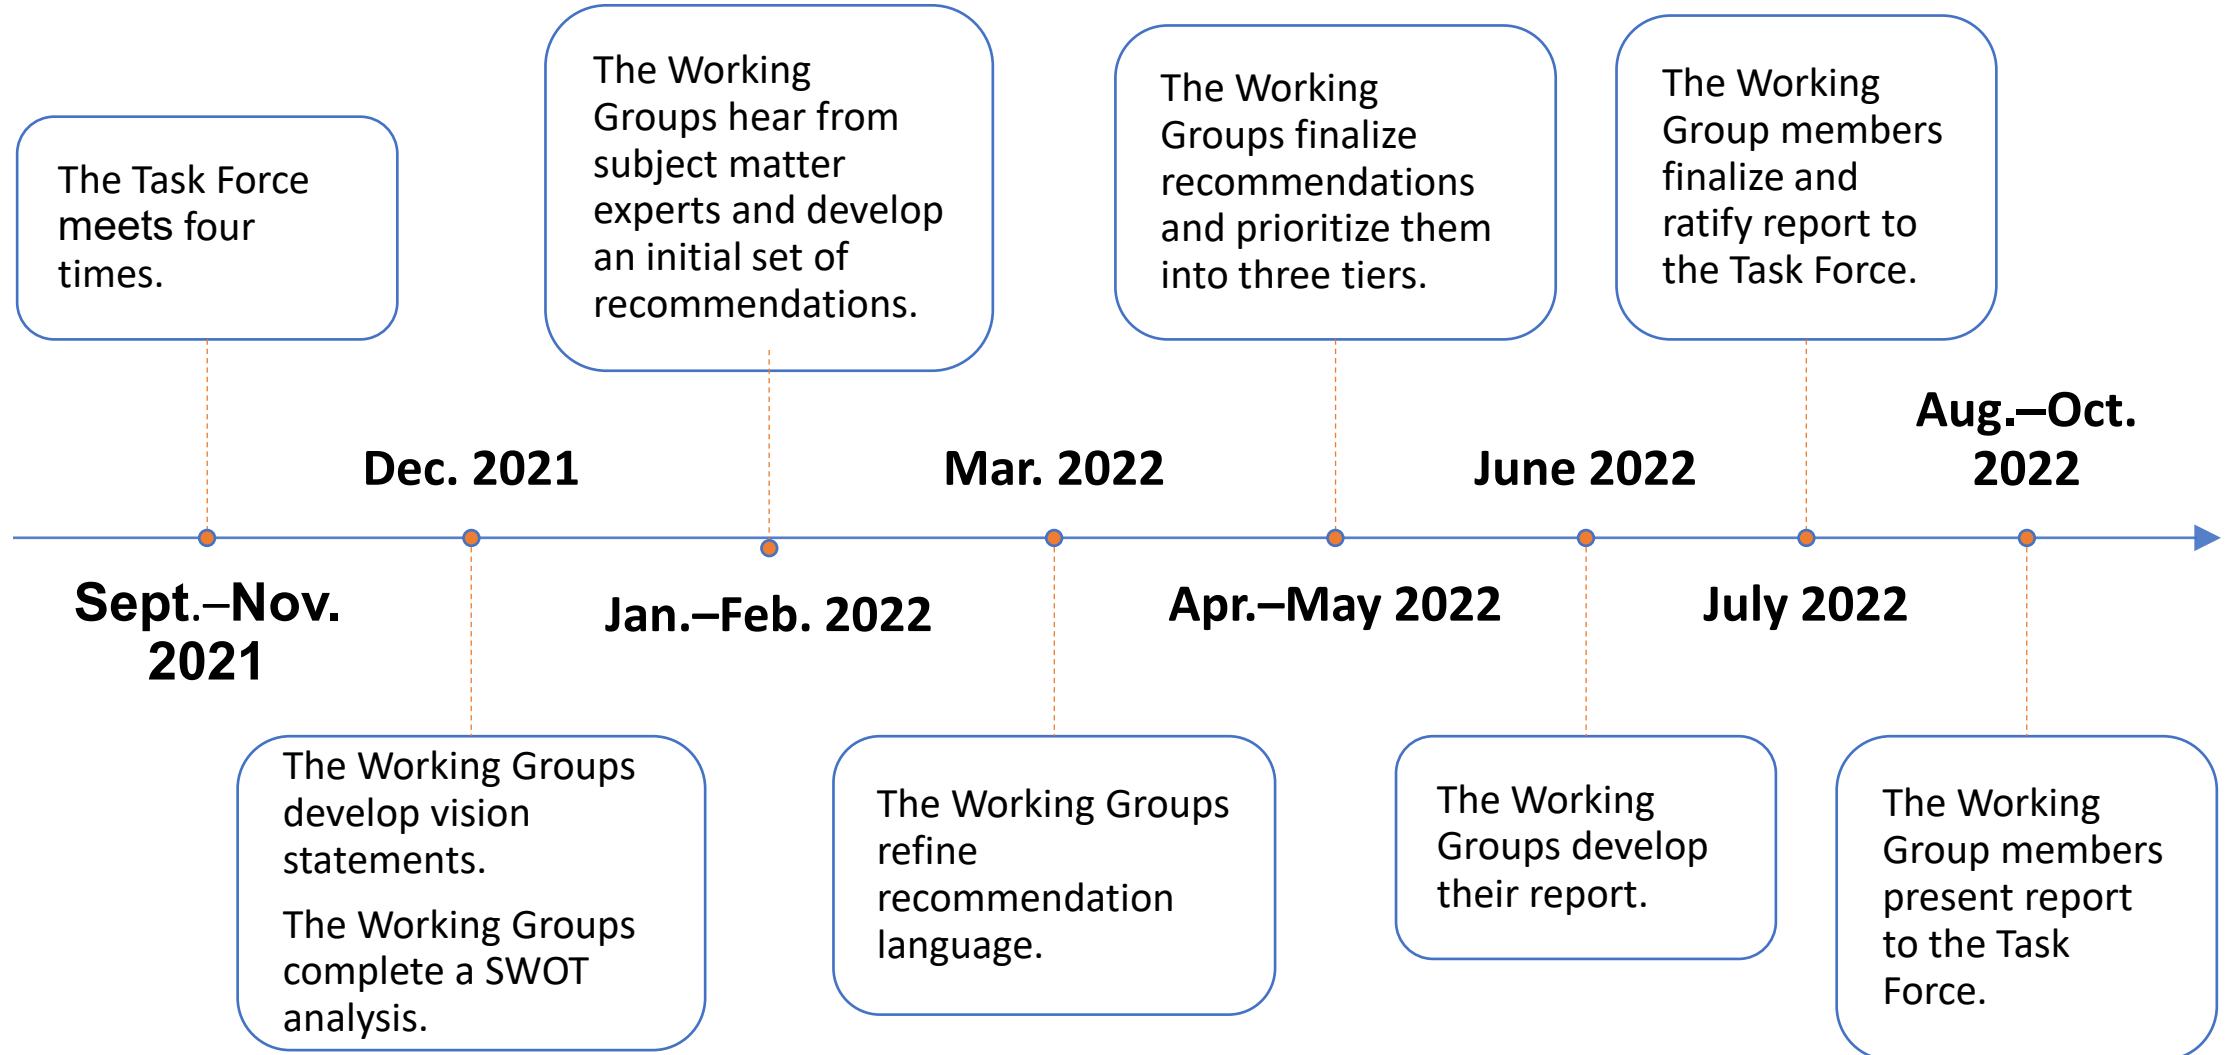 The Task Force
meets four
times.
Sept.–Nov.
2021
Dec. 2021
The Working Groups
develop vision
statements.
The Working Groups
complete a SWOT
analysis.
The Working
Groups hear from
subject matter
experts and develop
an initial set of
recommendations.
Jan.–Feb. 2022
Mar. 2022
The Working Groups
refine
recommendation
language.
The Working
Groups finalize
recommendations
and prioritize them
into three tiers.
Apr.–May 2022
June 2022
The Working
Groups develop
their report.
The Working
Group members
finalize and
ratify report to
the Task Force.
July 2022
Aug.–Oct.
2022
The Working
Group members
present report
to the Task
Force.